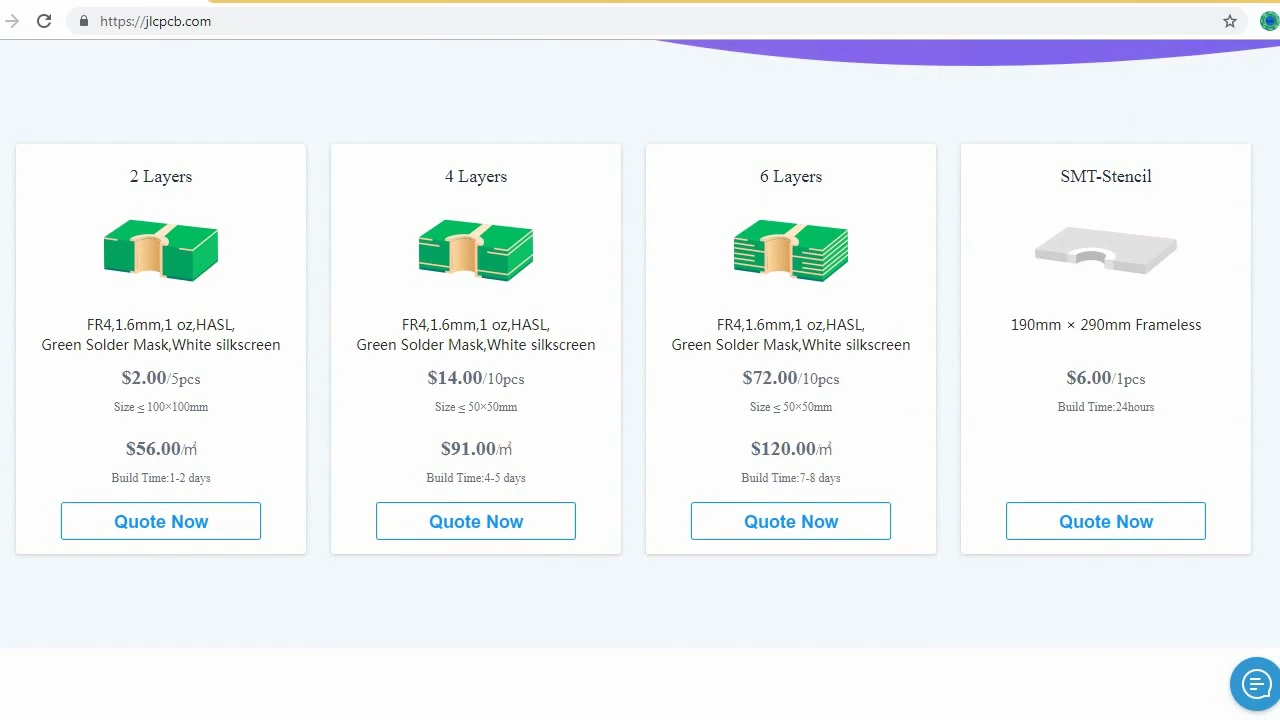 https://jlcpcb.com
2 Layers
FR4,1.6mm,1 oz,HASL,
Green Solder Mask,White silkscreen
$2.00/5pcs
Size ≤ 100×100mm
$56.00/㎡
Build Time:1-2 days
Quote Now
4 Layers
FR4,1.6mm,1 oz,HASL,
Green Solder Mask,White silkscreen
$14.00/10pcs
Size ≤ 50×50mm
$91.00/㎡
Build Time:4-5 days
Quote Now
6 Layers
FR4,1.6mm,1 oz,HASL,
Green Solder Mask,White silkscreen
$72.00/10pcs
Size ≤ 50×50mm
$120.00/㎡
Build Time:7-8 days
Quote Now
SMT-Stencil
190mm × 290mm Frameless
$6.00/1pcs
Build Time:24hours
Quote Now